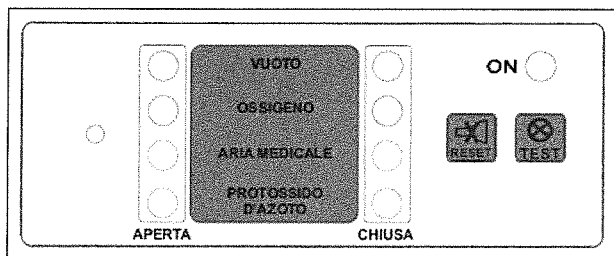 VUOTO
ON
OSSIGENO
ARIA MEDICALE
RESET
TEST
PROTOSSIDO
D'AZOTO
APERTA
CHIUSA